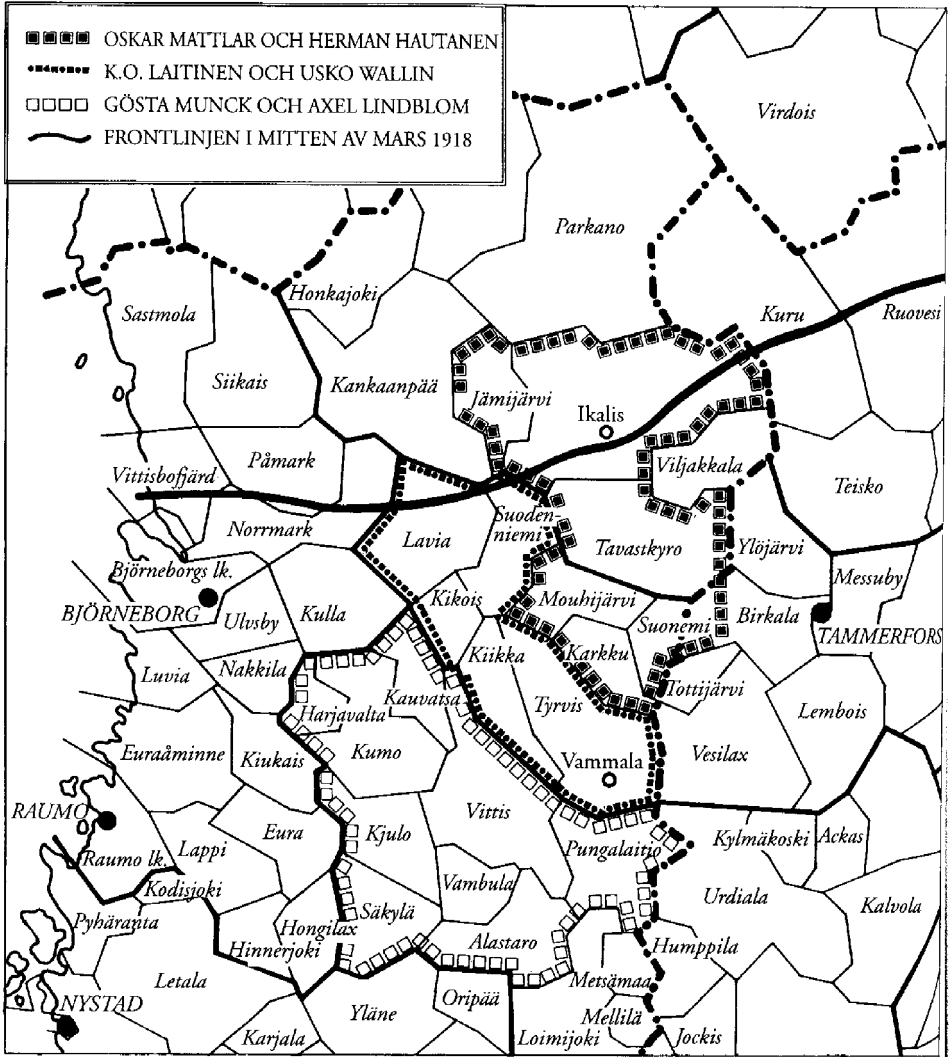 OSKAR MATTLAR OCH HERMAN HAUTANEN
K.O. LAITINEN OCH USKO WALLIN
GÖSTA MUNCK OCH AXEL LINDBLOM
FRONTLINJEN I MITTEN AV MARS 1918
Virdois
Parkano
Honkajoki
Sastmola
Kuru
Ruovesi
Siikais
Kankaanpää
Jämijärvi
Ikalis
Påmark
Viljakkala
Vittisbofjärd
Teisko
Suoden-
niemi
Norrmark
Lavia
Tavastkyro
Ylöjärvi
Björneborgs lk.
Messuby
BJÖRNEBORG
Kikois
Mouhijärvi
Ulvsby
Kulla
Suonemi
Birkala
TAMMERFORS
Kiikka
Karkku
Nakkila
Luvia
Kauvatsa
Tottijärvi
Harjavalta
Tyrvis
Lembois
Euraåminne
Kiukais
Kumo
Vammala
Vesilax
RAUMO
Vittis
Eura
Kjulo
Kylmäkoski
Ackas
Raumo lk.
Lappi
Pungalaitio
Kodisjoki
Vambula
Urdiala
Pyhäranta
Säkylä
Kalvola
Hongilax
Hinnerjoki
Alastaro
Humppila
Letala
Metsämaa
NYSTAD
Oripää
Yläne
Mellilä
Karjala
Loimijoki
Jockis